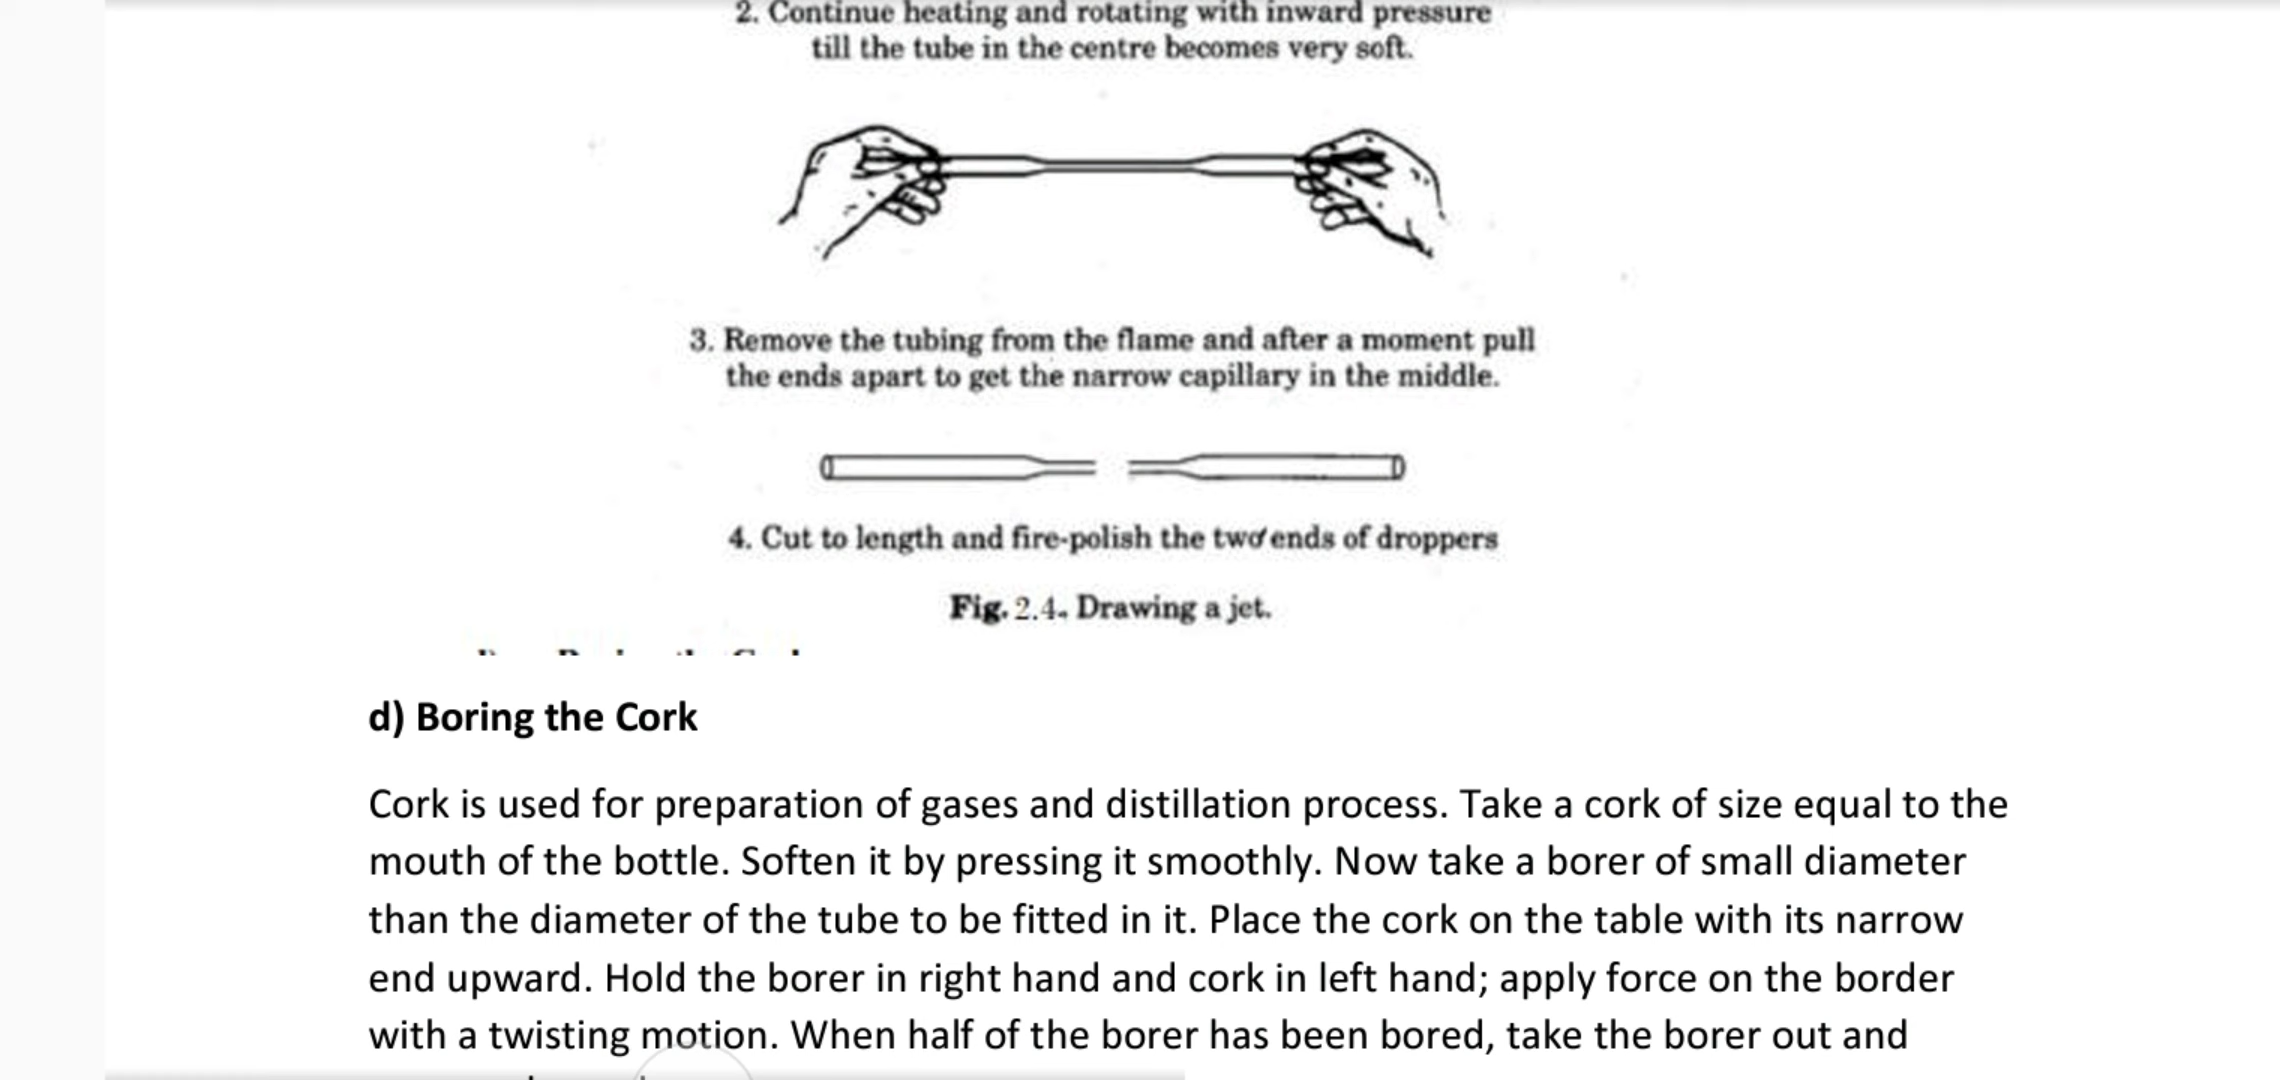 2. Continue heating and rotating with inward pressure
till the tube in the centre becomes very soft.
3. Remove the tubing from the flame and after a moment pull
the ends apart to get the narrow capillary in the middle.
4. Cut to length and fire-polish the two ends of droppers
Fig. 2.4. Drawing a jet.
d) Boring the Cork
Cork is used for preparation of gases and distillation process. Take a cork of size equal to the
mouth of the bottle. Soften it by pressing it smoothly. Now take a borer of small diameter
than the diameter of the tube to be fitted in it. Place the cork on the table with its narrow
end upward. Hold the borer in right hand and cork in left hand; apply force on the border
with a twisting motion. When half of the borer has been bored, take the borer out and